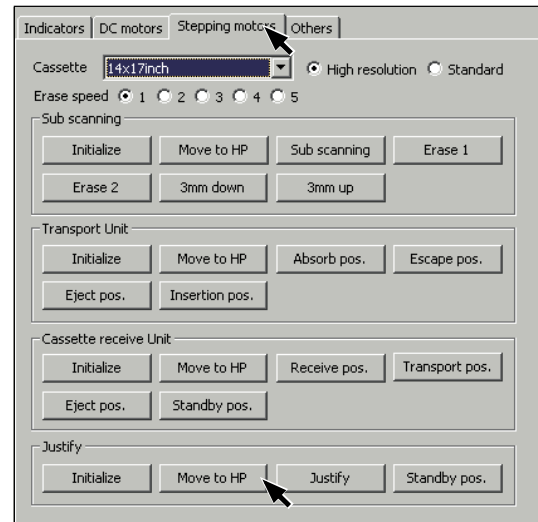 Indicators DC motors Stepping motors Others
Cassette 14x17inch High resolution Standard
Erase speed 1 2 3 4 5
Sub scanning
Initialize Move to HP Sub scanning Erase 1
Erase 2 3mm down 3mm up
Transport Unit
Initialize Move to HP Absorb pos. Escape pos.
Eject pos. Insertion pos.
Cassette receive Unit
Initialize Move to HP Receive pos. Transport pos.
Eject pos. Standby pos.
Justify
Initialize Move to HP Justify Standby pos.